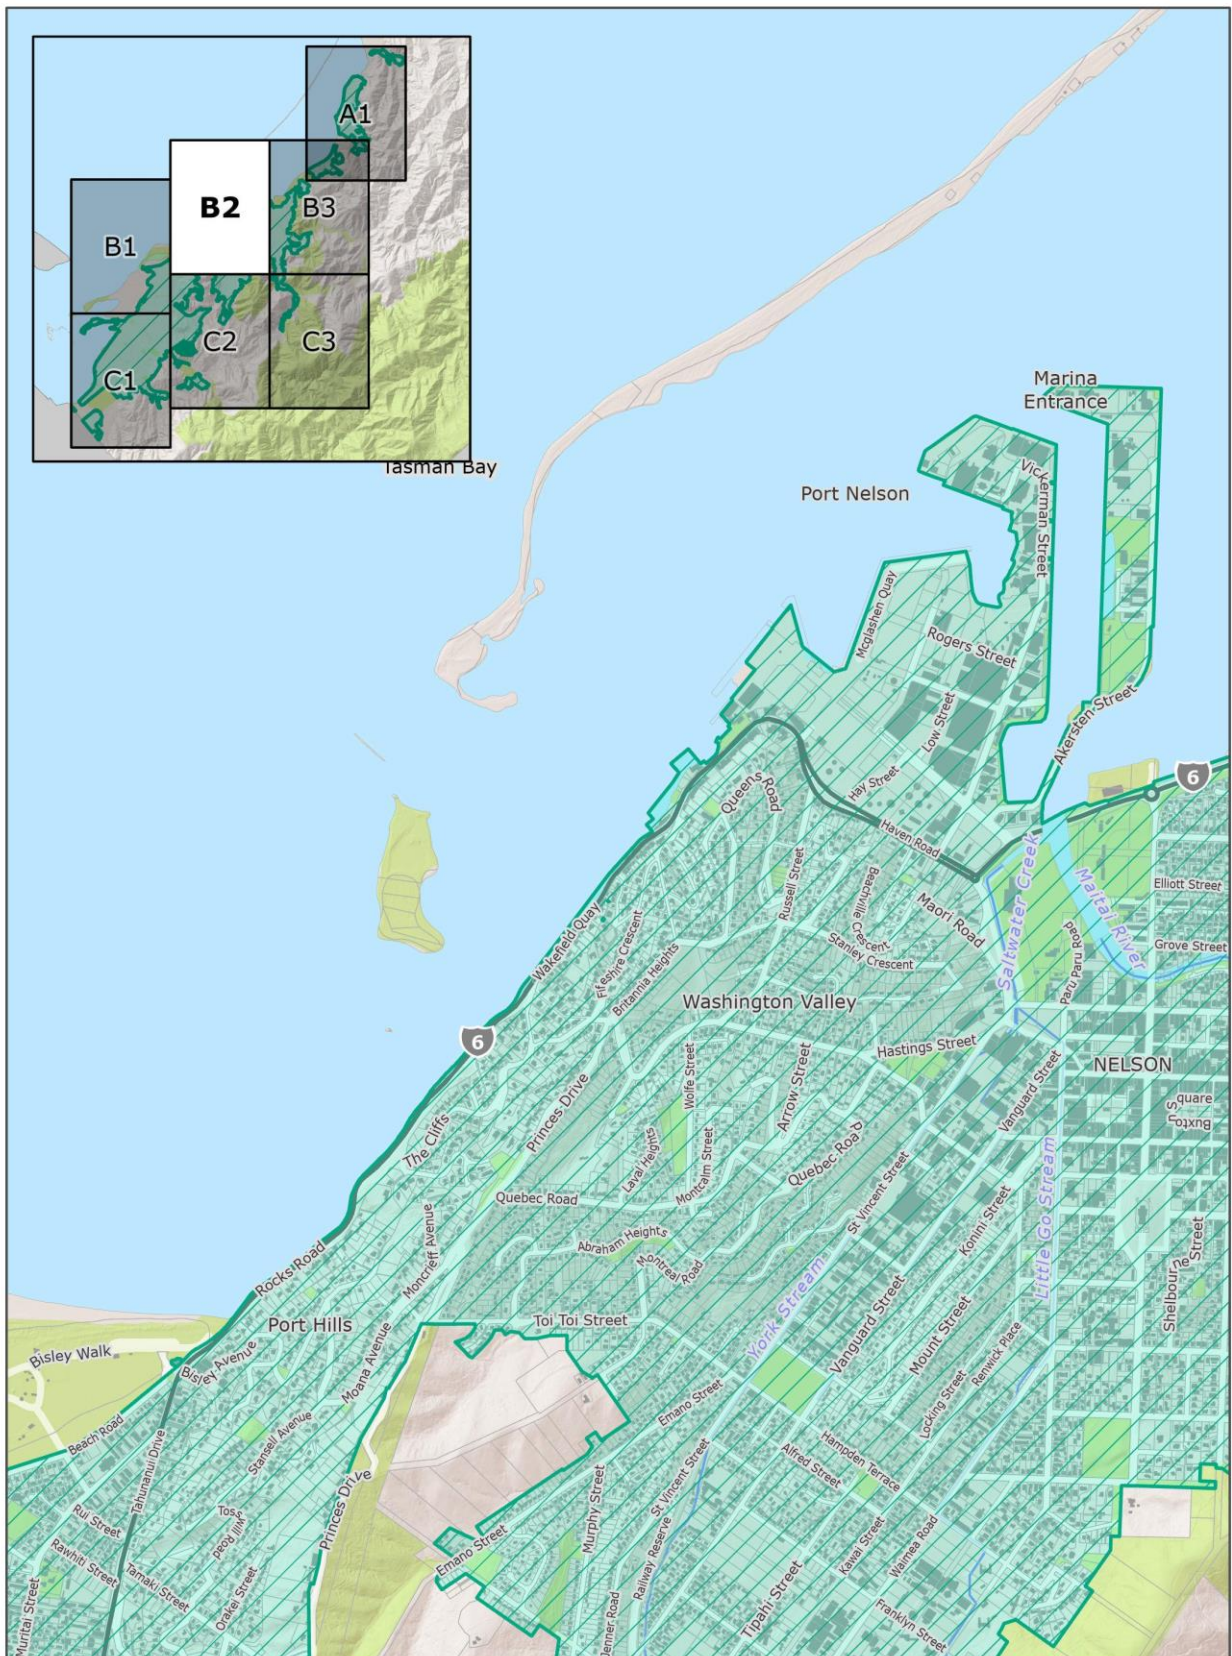 A1
B2
B3
B1
C2
C3
C1
Tasman Bay
Marina
Entrance
Port Nelson
Vickerman Street
Mcglashen Quay
Rogers Street
Low Street
Akersten Street
6
Hay Street
Queens Road
Haven Road
Saltwater Creek
Maitai River
Elliott Street
Russell Street
Beachville Crescent
Maori Road
Paru Paru Road
Grove Street
Stanley Crescent
Wakefield Quay
Fifeshire Crescent
Britannia Heights
Washington Valley
6
Hastings Street
NELSON
Vanguard Street
Wolfe Street
Arrow Street
Princes Drive
The Cliffs
Square
Laval Heights
Montcalm Street
Quebec Road
Quebec Road
St Vincent Street
Little Go Stream
Konini Street
Shelbourne Street
Moncrieff Avenue
Abraham Heights
Montreal Road
Rocks Road
York Stream
Vanguard Street
Mount Street
Renwick Place
Port Hills
Toi Toi Street
Bisley Walk
Bisley Avenue
Moana Avenue
Locking Street
Emano Street
Beach Road
Stansell Avenue
Tahunanui Drive
Hampden Terrace
Alfred Street
St Vincent Street
Princes Drive
Rui Street
Tosswill Road
Murphy Street
Railway Reserve
Emano Street
Kawai Street
Waimea Road
Rawhiti Street
Tamaki Street
Orakei Street
Muritai Street
Jenner Road
Tipahi Street
Franklyn Street